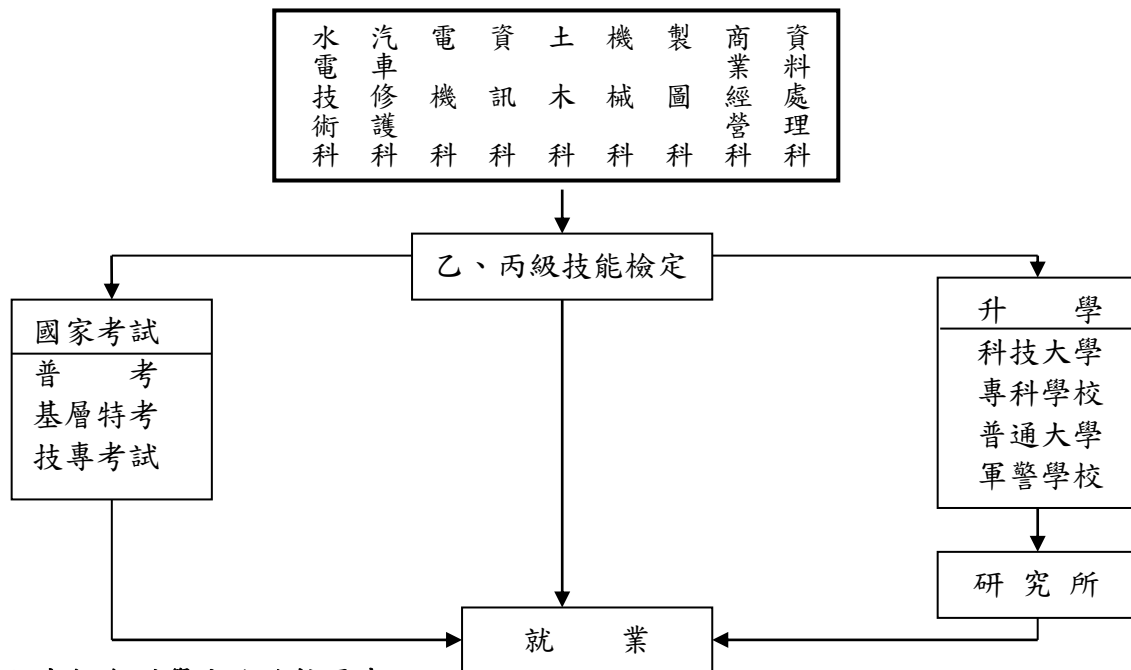 水電技術科
汽車修護科
電機科
資訊科
土木科
機械科
製圖科
商業經營科
資料處理科
乙、丙級技能檢定
國家考試
普考
基層特考
技專考試
升學
科技大學
專科學校
普通大學
軍警學校
研究所
就業